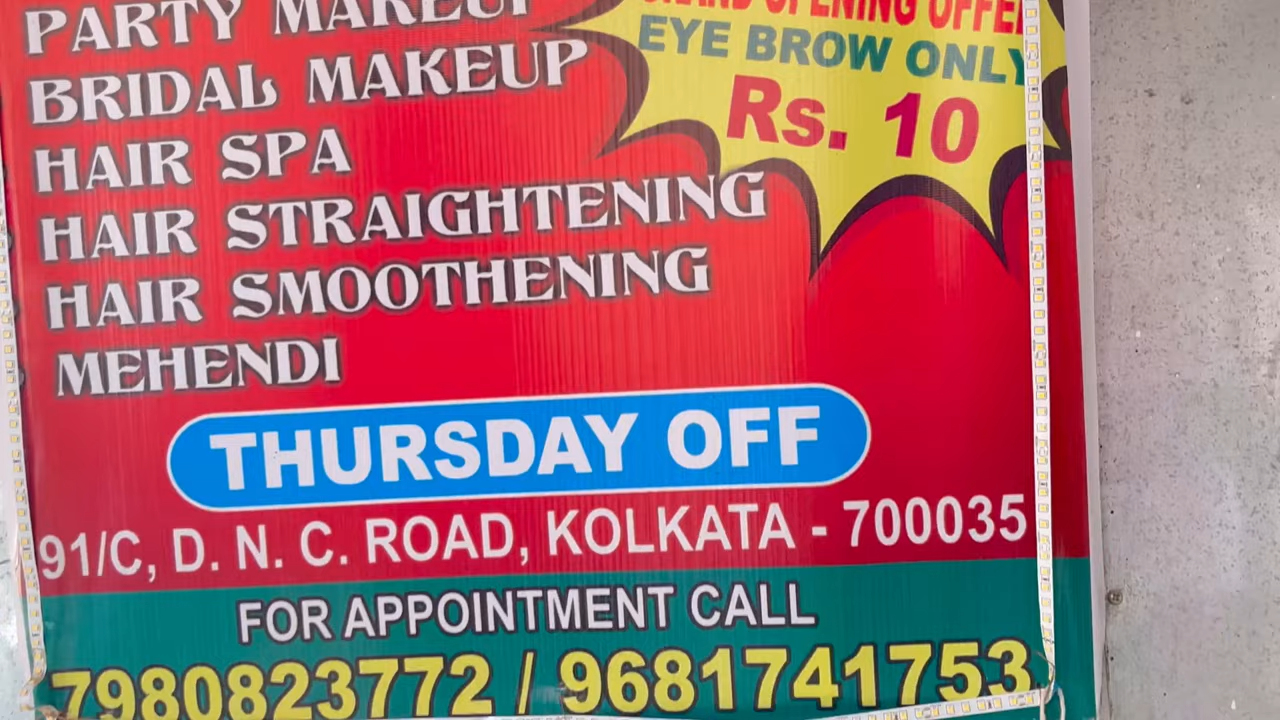 PARTY MAKEUP
BRIDAL MAKEUP
HAIR SPA
HAIR STRAIGHTENING
HAIR SMOOTHENING
MEHENDI
GRAND OPENING OFFER
EYE BROW ONLY
Rs. 10
THURSDAY OFF
91/C, D. N. C. ROAD, KOLKATA - 700035
FOR APPOINTMENT CALL
7980823772 / 9681741753